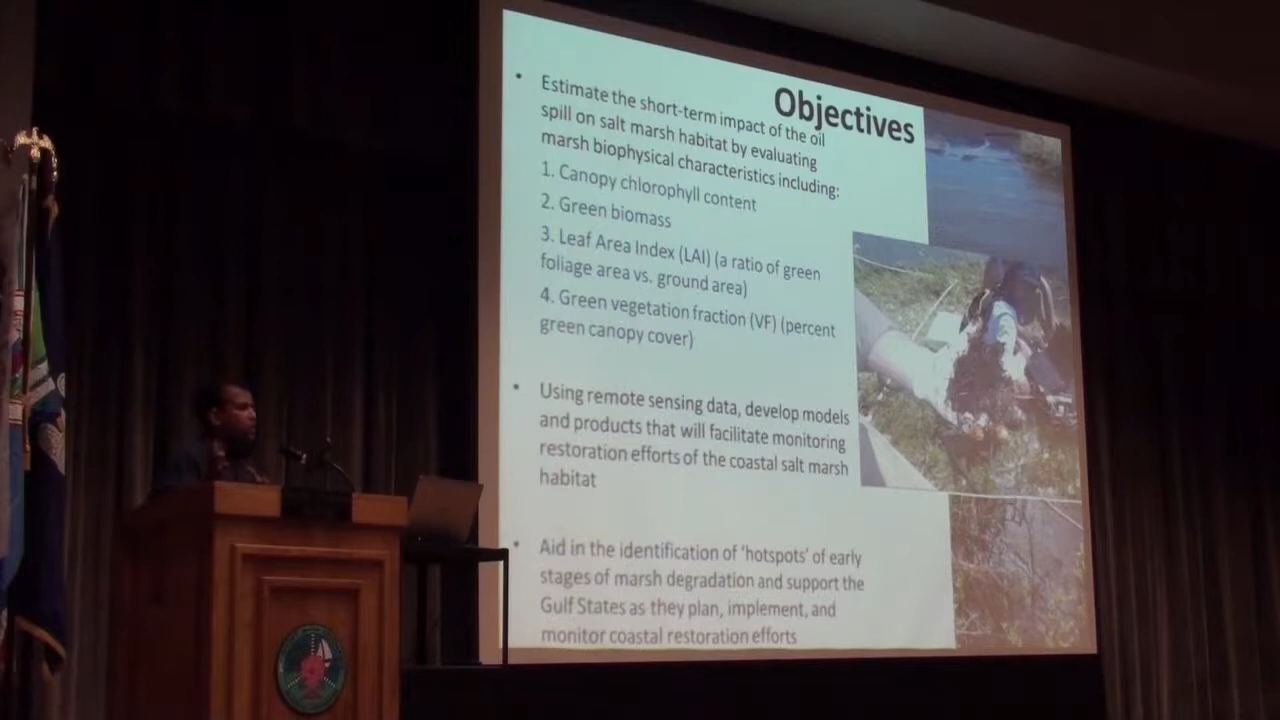 Objectives
• Estimate the short-term impact of the oil
spill on salt marsh habitat by evaluating
marsh biophysical characteristics including:
1. Canopy chlorophyll content
2. Green biomass
3. Leaf Area Index (LAI) (a ratio of green
foliage area vs. ground area)
4. Green vegetation fraction (VF) (percent
green canopy cover)
• Using remote sensing data, develop models
and products that will facilitate monitoring
restoration efforts of the coastal salt marsh
habitat
• Aid in the identification of 'hotspots' of early
stages of marsh degradation and support the
Gulf States as they plan, implement, and
monitor coastal restoration efforts